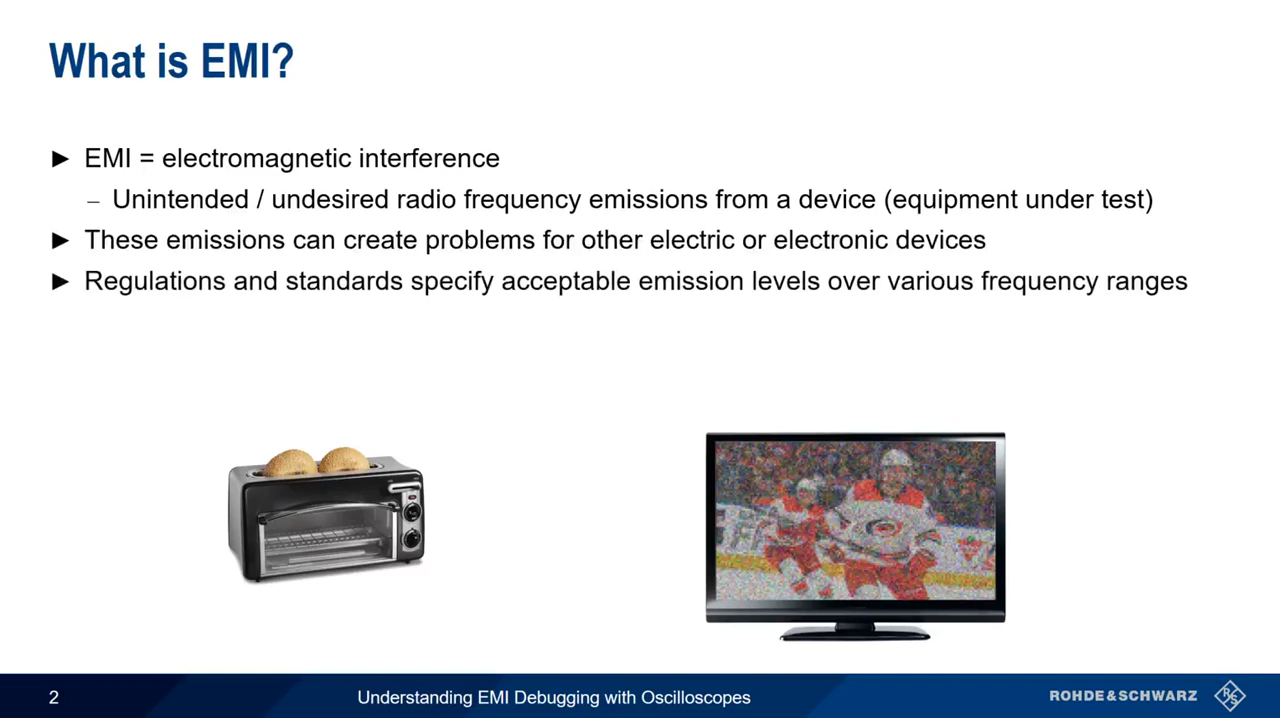 What is EMI?
► EMI = electromagnetic interference
– Unintended / undesired radio frequency emissions from a device (equipment under test)
► These emissions can create problems for other electric or electronic devices
► Regulations and standards specify acceptable emission levels over various frequency ranges
2
Understanding EMI Debugging with Oscilloscopes
ROHDE&SCHWARZ
R&S